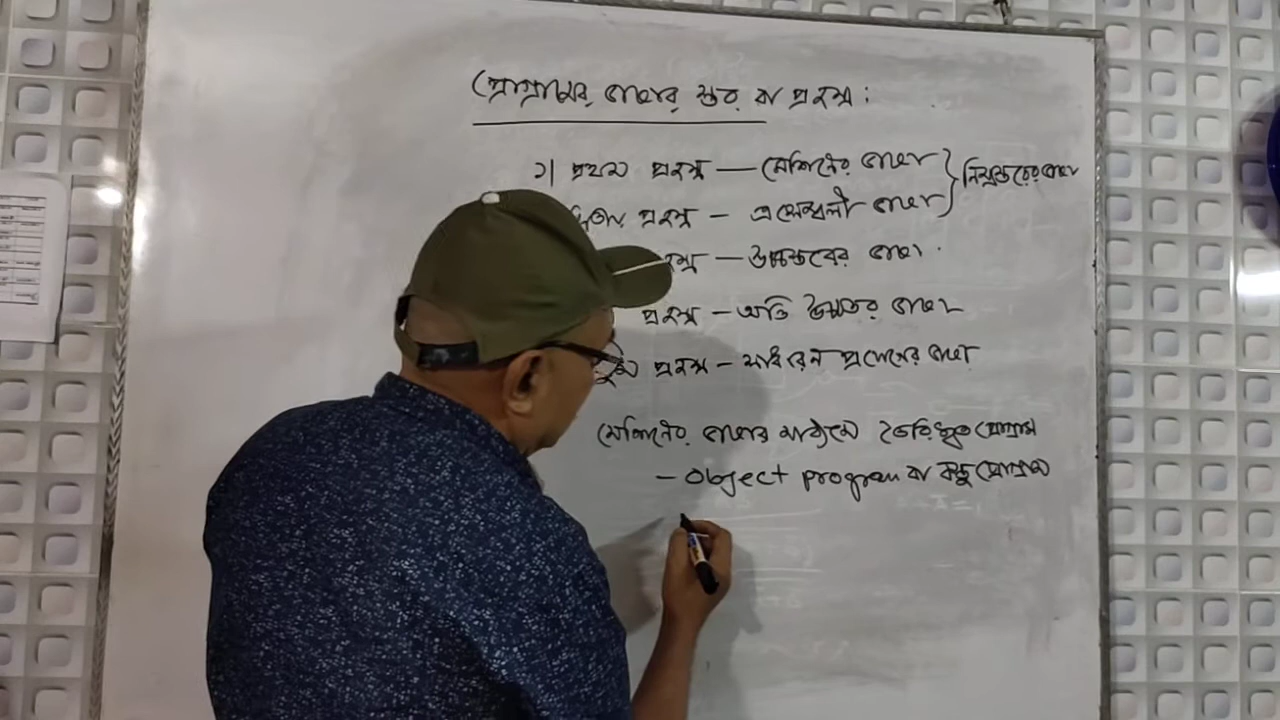 প্রোগ্রামের ভাষার স্তর বা প্রজন্ম :
১| প্রথম প্রজন্ম — মেশিনের ভাষা } নিম্নস্তরের ভাষা
প্রজন্ম – এসেম্বলী ভাষা
ন্ম – উচ্চস্তরের ভাষা
প্রজন্ম – অতি উচ্চস্তর ভাষা
ম প্রজন্ম –
মেশিনের ভাষার মাধ্যমে তৈরিকৃত প্রোগ্রাম
– object program বা বস্তু প্রোগ্রাম